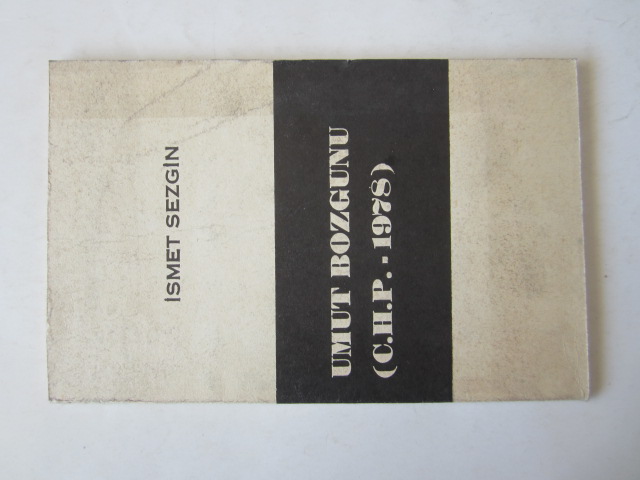 İSMET SEZGİN
UMUT BOZGUNU
(C.H.P. - 1978)